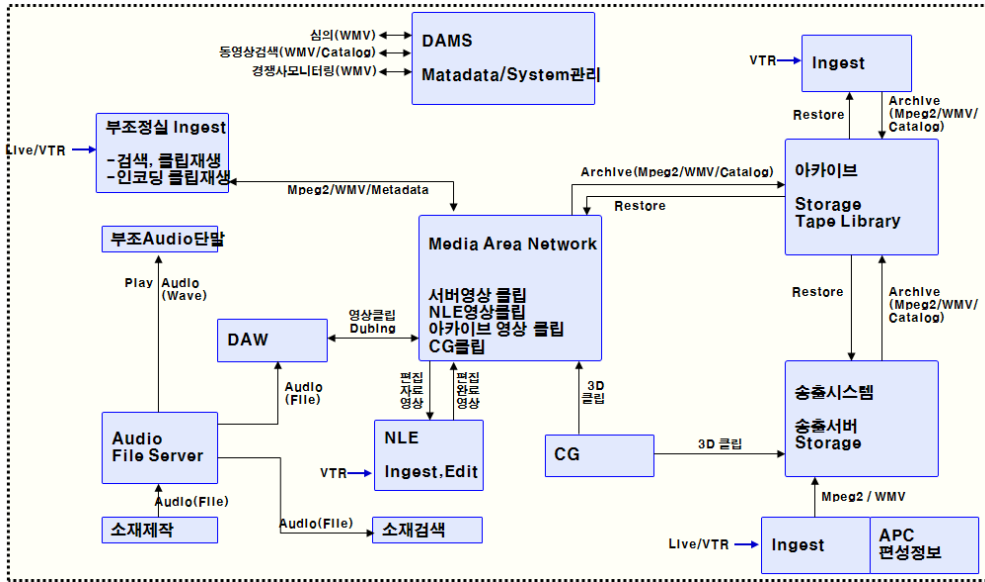 심의(WMV)
동영상검색(WMV/Catalog)
경쟁사모니터링(WMV)
DAMS
Matadata/System관리
VTR
Ingest
Restore
Archive
(Mpeg2/WMV/
Catalog)
Live/VTR
부조정실 Ingest
-검색, 클립재생
-인코딩 클립재생
Mpeg2/WMV/Metadata
Archive(Mpeg2/WMV/Catalog)
Restore
아카이브
Storage
Tape Library
부조Audio단말
Media Area Network
서버영상 클립
NLE영상클립
아카이브 영상 클립
CG클립
Play
Audio
(Wave)
영상클립
Dubing
DAW
Restore
Archive
(Mpeg2/WMV/
Catalog)
Audio
(File)
편집
자료
영상
편집
완료
영상
3D
클립
송출시스템
송출서버
Storage
Audio
File Server
NLE
Ingest,Edit
VTR
CG
3D 클립
Audio(File)
Mpeg2 / WMV
소재제작
Audio(File)
소재검색
Live/VTR
Ingest
APC
편성정보